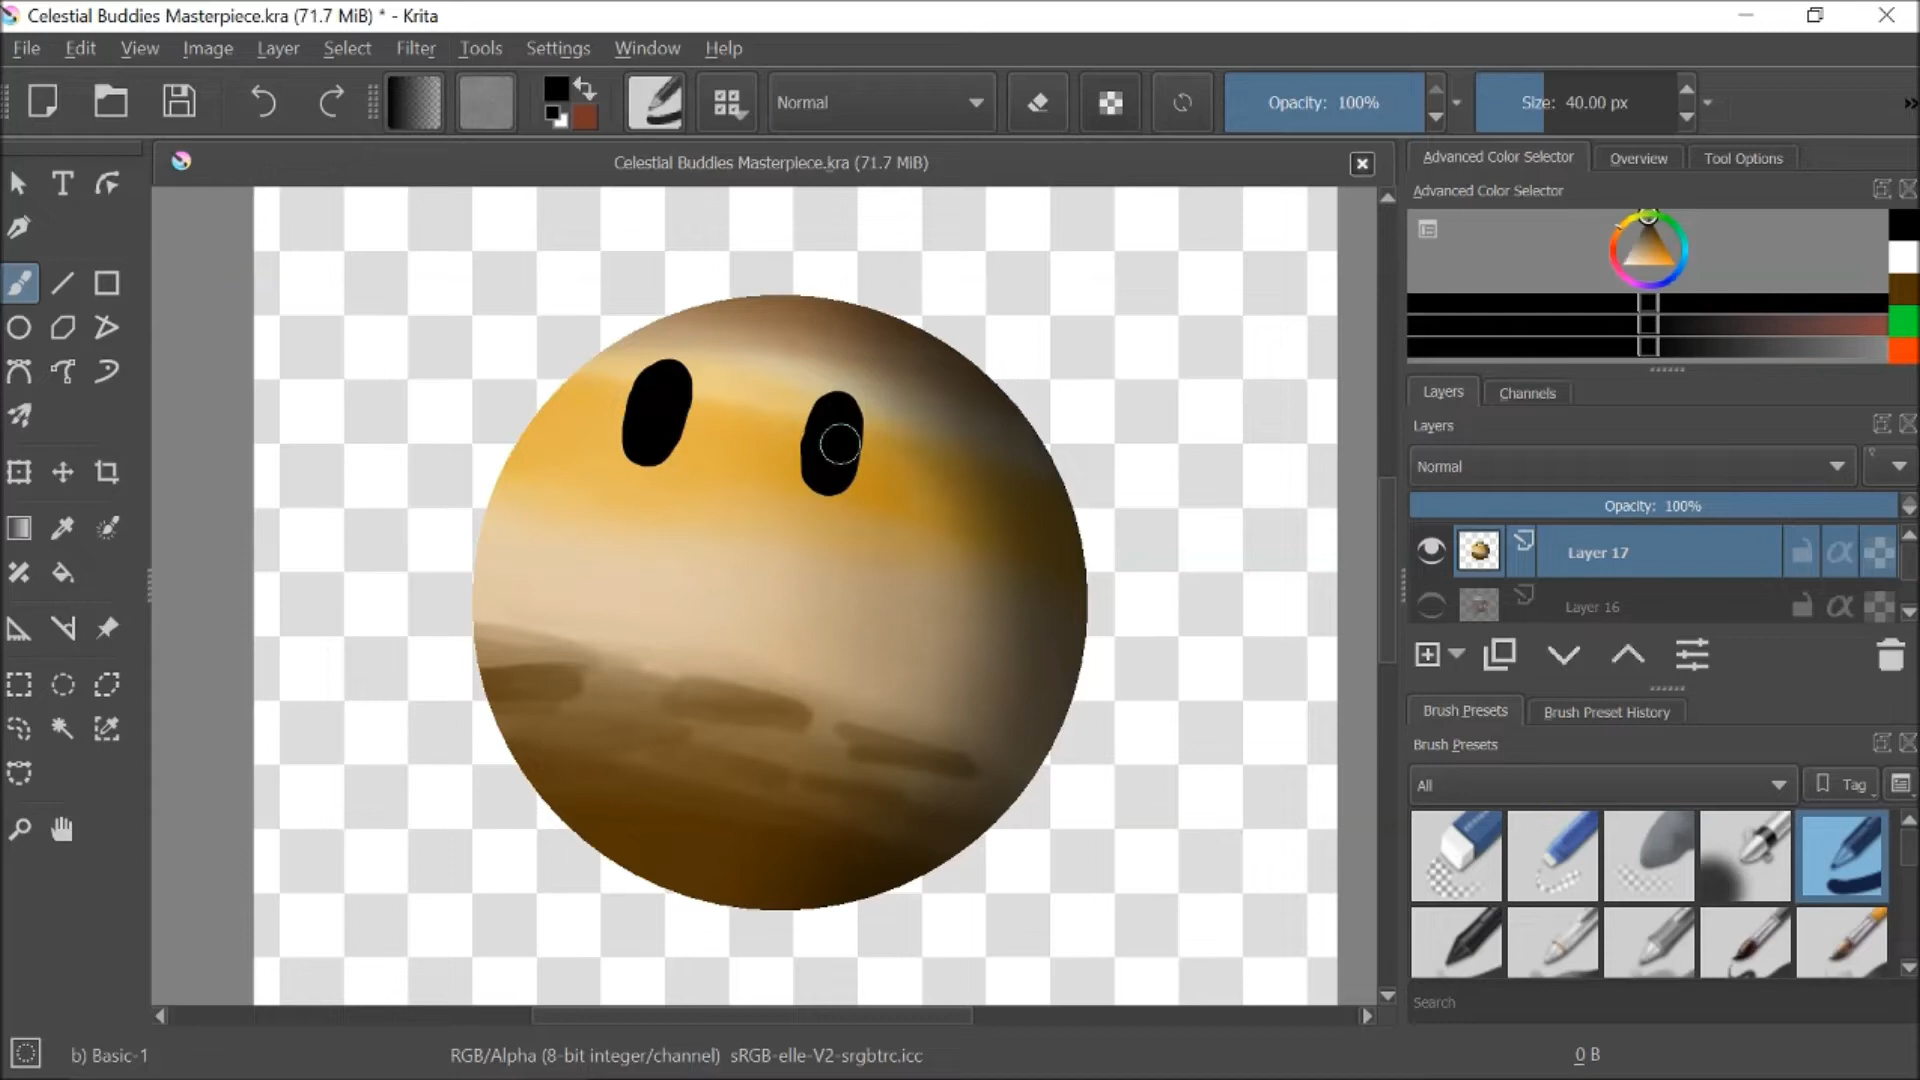 Celestial Buddies Masterpiece.kra (71.7 MiB) * - Krita
File Edit View Image Layer Select Filter Tools Settings Window Help
Normal Opacity: 100% Size: 40.00 px
Celestial Buddies Masterpiece.kra (71.7 MiB)
Advanced Color Selector Overview Tool Options
Advanced Color Selector
Layers Channels
Layers
Normal
Opacity: 100%
Layer 17
Layer 16
Brush Presets Brush Preset History
Brush Presets
All Tag
Search
b) Basic-1 RGB/Alpha (8-bit integer/channel) sRGB-elle-V2-srgbtrc.icc 0 B